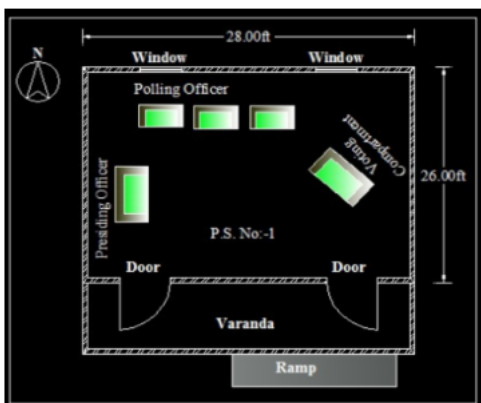 28.00ft
N
Window
Window
Polling Officer
Voting
Compartment
26.00ft
Presiding Officer
P.S. No:-1
Door
Door
Varanda
Ramp